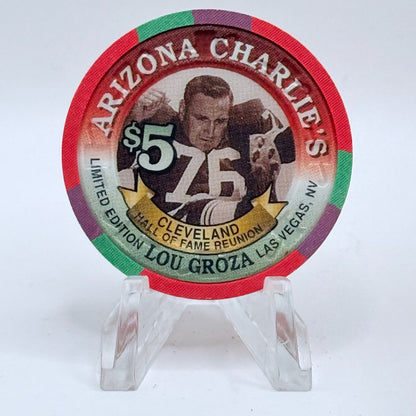 ARIZONA CHARLIE'S
$5
76
CLEVELAND
HALL OF FAME REUNION
LIMITED EDITION LOU GROZA LAS VEGAS, NV